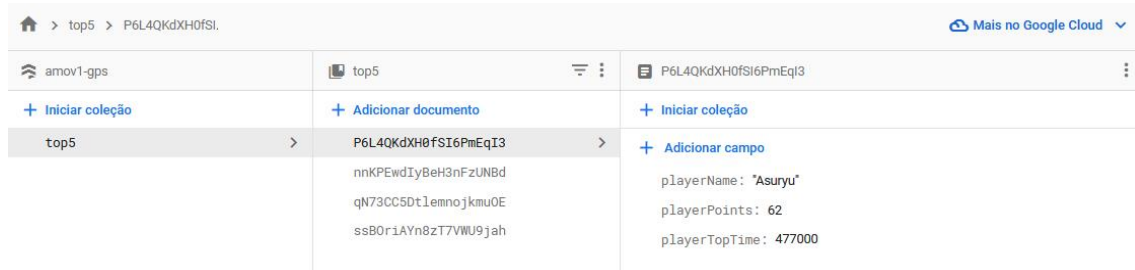 > top5 > P6L4QKdXH0fSI.
Mais no Google Cloud
amov1-gps
top5
P6L4QKdXH0fSI6PmEqI3
+ Iniciar coleção
+ Adicionar documento
+ Iniciar coleção
top5 >
P6L4QKdXH0fSI6PmEqI3 >
nnKPEwdIyBeH3nFzUNBd
qN73CC5DtlemnojkmuOE
ssBOriAYn8zT7VWU9jah
+ Adicionar campo
playerName: "Asuryu"
playerPoints: 62
playerTopTime: 477000